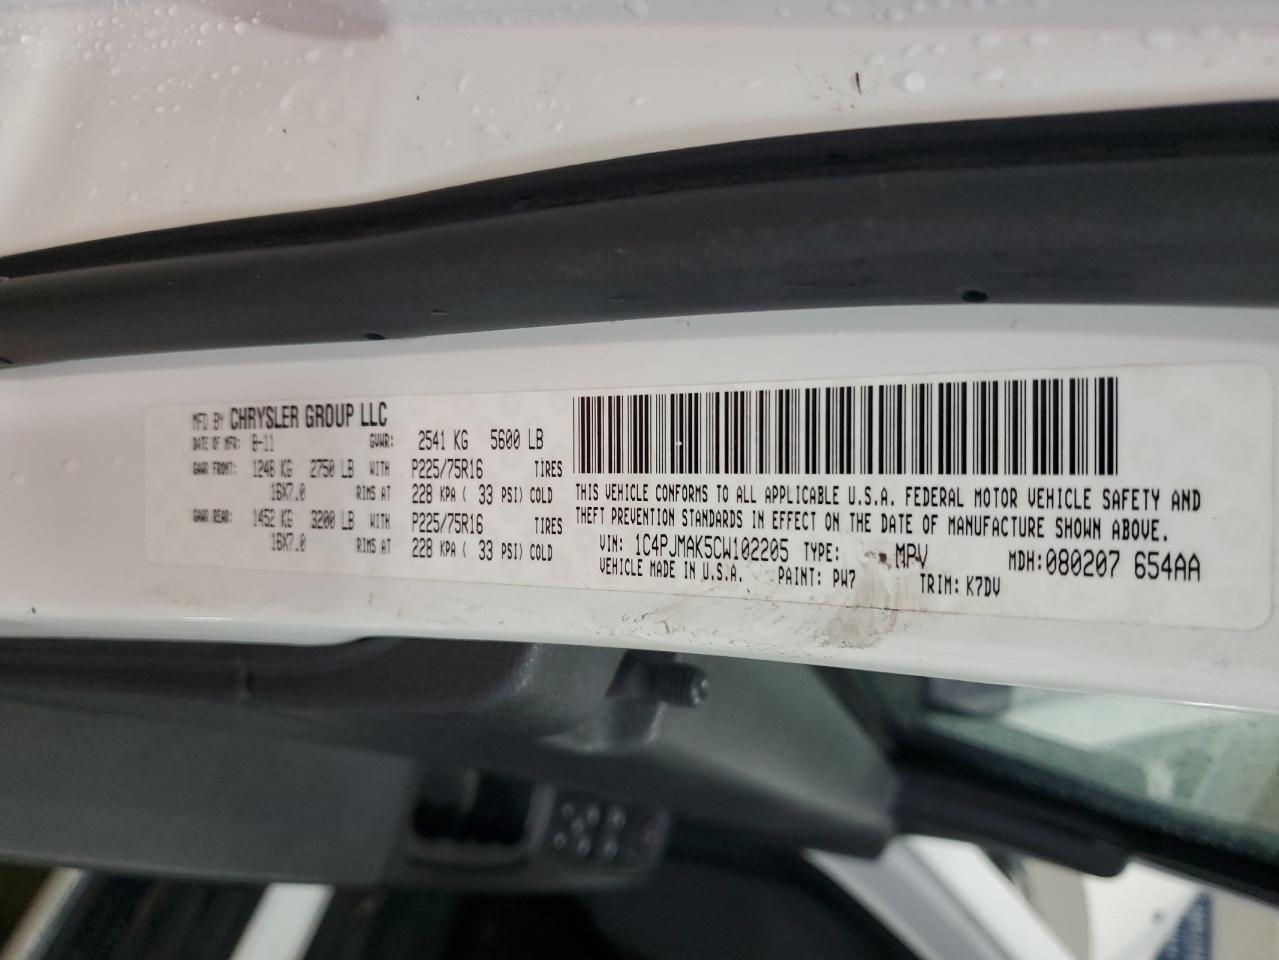 MFD BY CHRYSLER GROUP LLC
DATE OF MFR: 8-11 GVWR: 2541 KG 5600 LB
GAWR FRONT: 1248 KG 2750 LB WITH P225/75R16 TIRES
16X7.0 RIMS AT 228 KPA ( 33 PSI) COLD
GAWR REAR: 1452 KG 3200 LB WITH P225/75R16 TIRES
16X7.0 RIMS AT 228 KPA ( 33 PSI) COLD
THIS VEHICLE CONFORMS TO ALL APPLICABLE U.S.A. FEDERAL MOTOR VEHICLE SAFETY AND
THEFT PREVENTION STANDARDS IN EFFECT ON THE DATE OF MANUFACTURE SHOWN ABOVE.
VIN: 1C4PJMAK5CW102205 TYPE: MPV MDH:080207 654AA
VEHICLE MADE IN U.S.A. PAINT: PW7 TRIM: K7DV